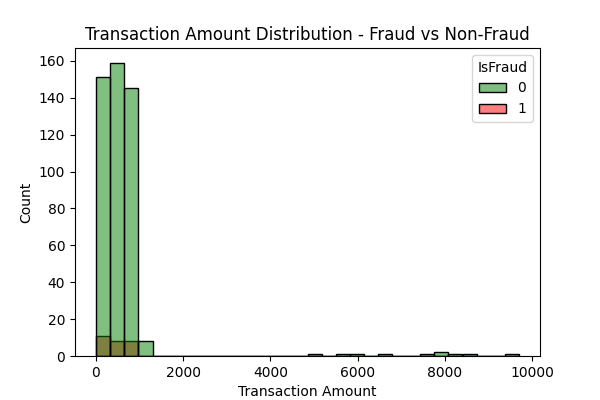 Transaction Amount Distribution - Fraud vs Non-Fraud
IsFraud
0
1
160
140
120
100
80
60
40
20
0
Count
0 2000 4000 6000 8000 10000
Transaction Amount